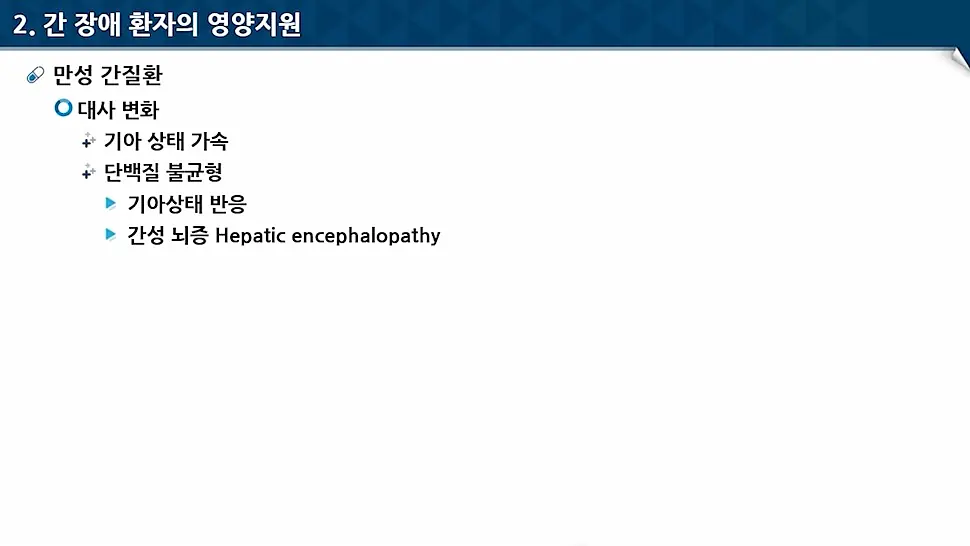 2. 간 장애 환자의 영양지원
만성 간질환
대사 변화
기아 상태 가속
단백질 불균형
기아상태 반응
간성 뇌증 Hepatic encephalopathy